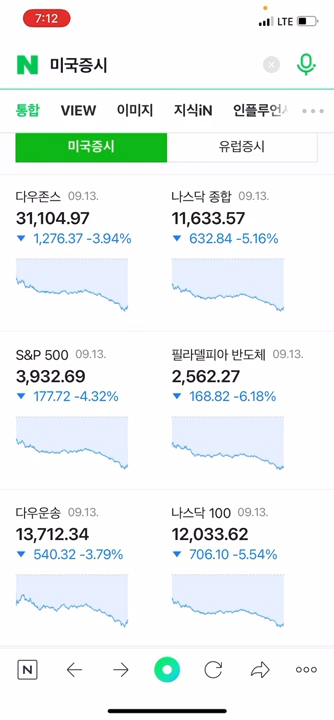 7:12
LTE
N 미국증시
통합 VIEW 이미지 지식iN 인플루언서
미국증시 유럽증시
다우존스 09.13.
31,104.97
▼ 1,276.37 -3.94%
나스닥 종합 09.13.
11,633.57
▼ 632.84 -5.16%
S&P 500 09.13.
3,932.69
▼ 177.72 -4.32%
필라델피아 반도체 09.13.
2,562.27
▼ 168.82 -6.18%
다우운송 09.13.
13,712.34
▼ 540.32 -3.79%
나스닥 100 09.13.
12,033.62
▼ 706.10 -5.54%
N